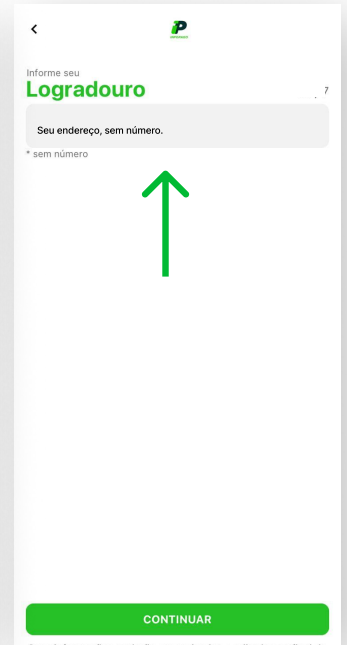 Informe seu
Logradouro
7
Seu endereço, sem número.
* sem número
CONTINUAR